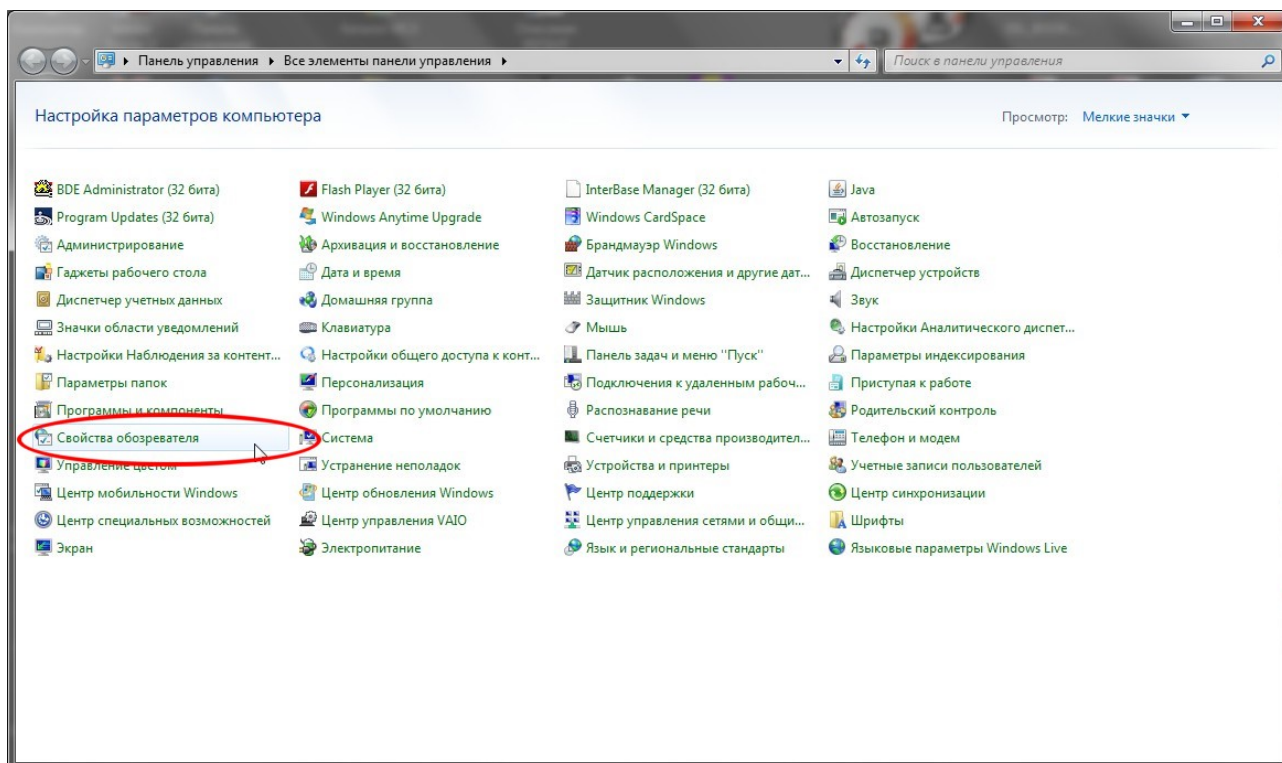 Панель управления ▸ Все элементы панели управления ▸
Поиск в панели управления
Настройка параметров компьютера
Просмотр: Мелкие значки
BDE Administrator (32 бита) Flash Player (32 бита) InterBase Manager (32 бита) Java
Program Updates (32 бита) Windows Anytime Upgrade Windows CardSpace Автозапуск
Администрирование Архивация и восстановление Брандмауэр Windows Восстановление
Гаджеты рабочего стола Дата и время Датчик расположения и другие дат... Диспетчер устройств
Диспетчер учетных данных Домашняя группа Защитник Windows Звук
Значки области уведомлений Клавиатура Мышь Настройки Аналитического диспет...
Настройки Наблюдения за контент... Настройки общего доступа к конт... Панель задач и меню "Пуск" Параметры индексирования
Параметры папок Персонализация Подключения к удаленным рабоч... Приступая к работе
Программы и компоненты Программы по умолчанию Распознавание речи Родительский контроль
Свойства обозревателя Система Счетчики и средства производител... Телефон и модем
Управление цветом Устранение неполадок Устройства и принтеры Учетные записи пользователей
Центр мобильности Windows Центр обновления Windows Центр поддержки Центр синхронизации
Центр специальных возможностей Центр управления VAIO Центр управления сетями и общи... Шрифты
Экран Электропитание Язык и региональные стандарты Языковые параметры Windows Live